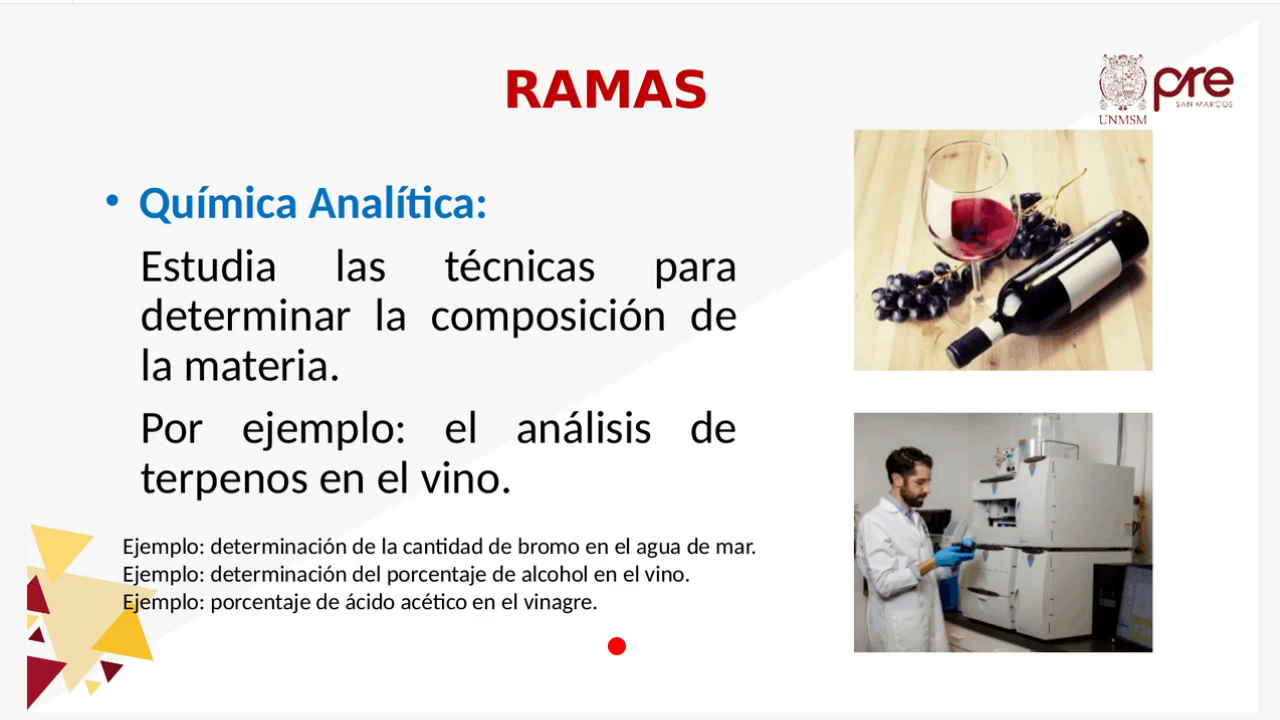 RAMAS
UNMSM
pre
SAN MARCOS
• Química Analítica:
Estudia las técnicas para
determinar la composición de
la materia.
Por ejemplo: el análisis de
terpenos en el vino.
Ejemplo: determinación de la cantidad de bromo en el agua de mar.
Ejemplo: determinación del porcentaje de alcohol en el vino.
Ejemplo: porcentaje de ácido acético en el vinagre.